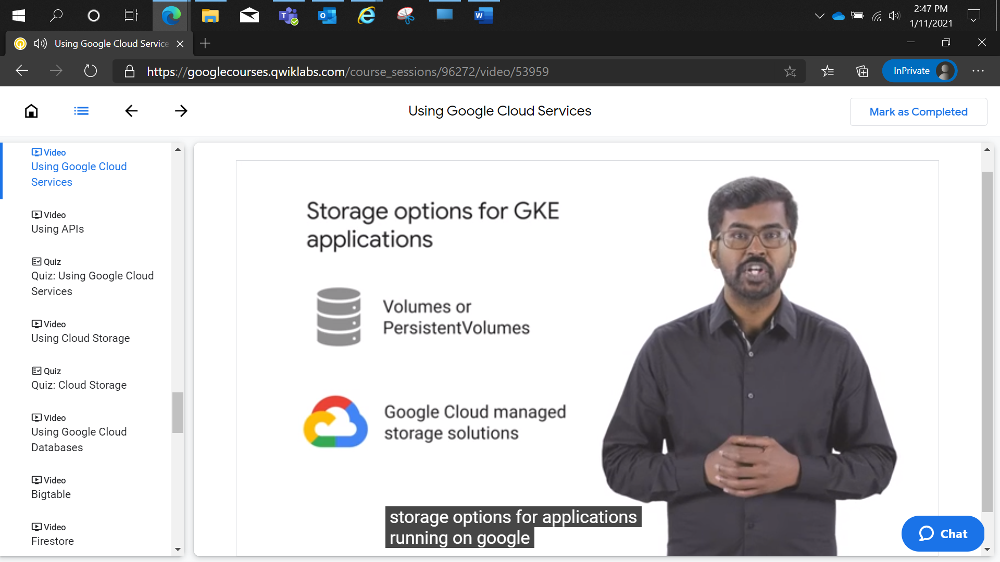 2:47 PM
1/11/2021
Using Google Cloud Service
https://googlecourses.qwiklabs.com/course_sessions/96272/video/53959
InPrivate
Using Google Cloud Services
Mark as Completed
Video
Using Google Cloud
Services
Video
Using APIs
Quiz
Quiz: Using Google Cloud
Services
Video
Using Cloud Storage
Quiz
Quiz: Cloud Storage
Video
Using Google Cloud
Databases
Video
Bigtable
Video
Firestore
Storage options for GKE
applications
Volumes or
PersistentVolumes
Google Cloud managed
storage solutions
storage options for applications
running on google
Chat